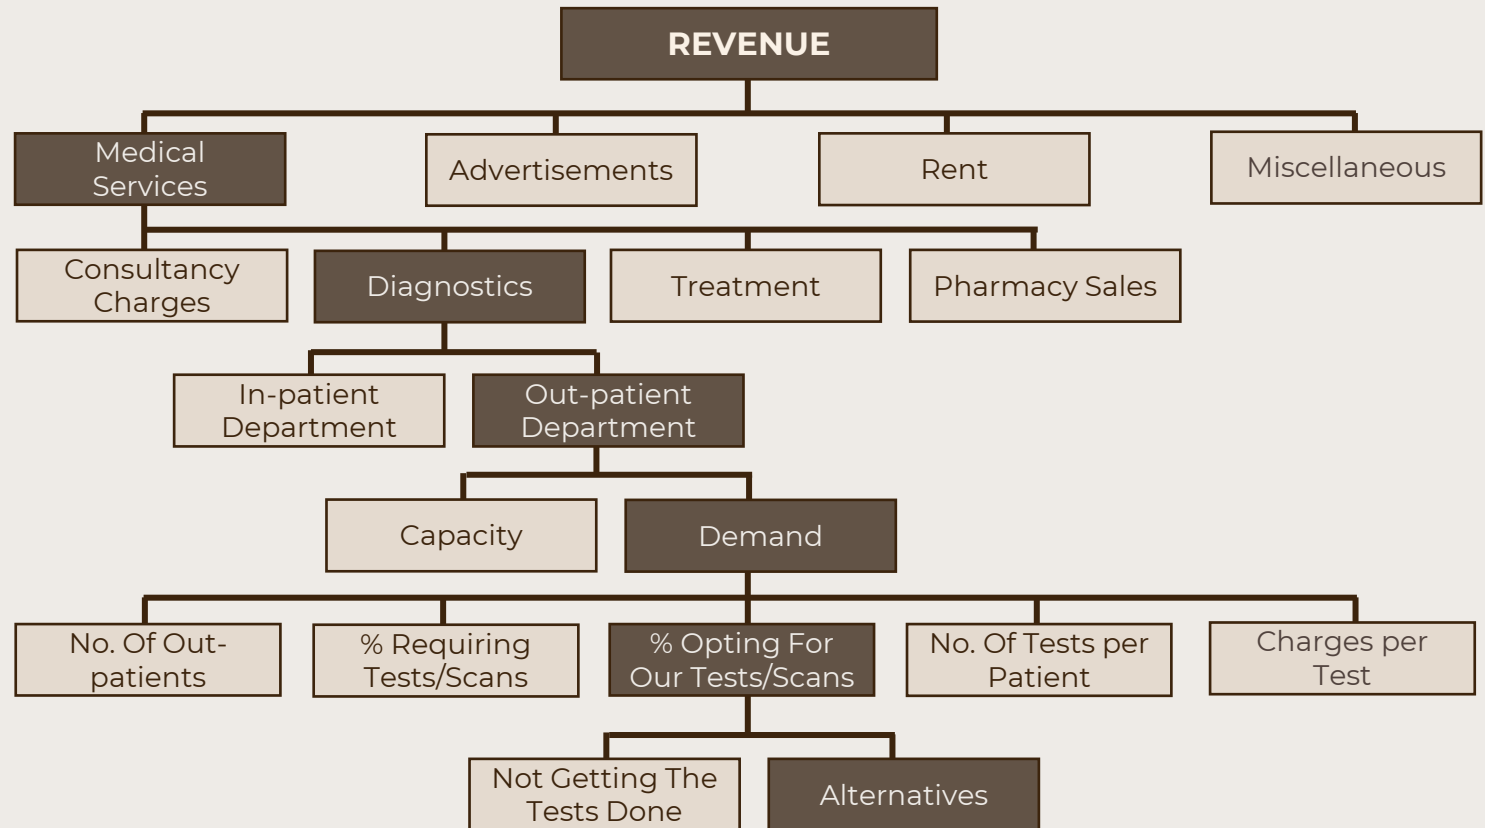 REVENUE
Medical
Services
Advertisements
Rent
Miscellaneous
Consultancy
Charges
Diagnostics
Treatment
Pharmacy Sales
In-patient
Department
Out-patient
Department
Capacity
Demand
No. Of Out-
patients
% Requiring
Tests/Scans
% Opting For
Our Tests/Scans
No. Of Tests per
Patient
Charges per
Test
Not Getting The
Tests Done
Alternatives